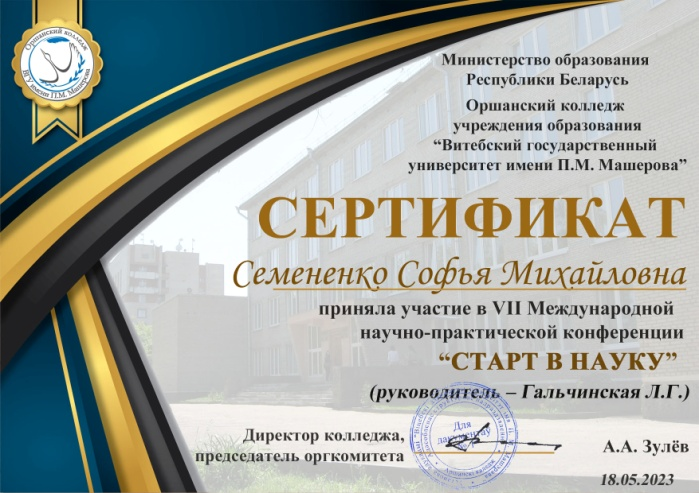 Оршанский колледж
ВГУ имени П.М. Машерова
Министерство образования
Республики Беларусь
Оршанский колледж
учреждения образования
“Витебский государственный
университет имени П.М. Машерова”
СЕРТИФИКАТ
Семененко Софья Михайловна
приняла участие в VII Международной
научно-практической конференции
“СТАРТ В НАУКУ”
(руководитель – Гальчинская Л.Г.)
Директор колледжа,
председатель оргкомитета
Для
дакументаў
А.А. Зулёв
18.05.2023